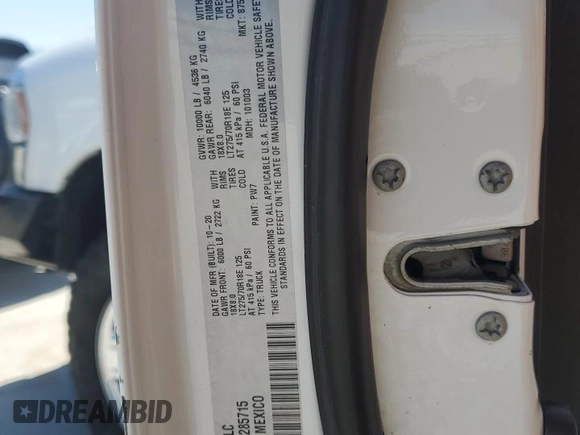 DATE OF MFR (BUILT): 10-20 GVWR: 10000 LB / 4536 KG
GAWR FRONT: 6000 LB / 2722 KG WITH GAWR REAR: 6040 LB / 2740 KG WITH
18X8.0 RIMS 18X8.0 RIMS
LT275/70R18E 125 TIRES LT275/70R18E 125 TIRES
AT 415 kPa / 60 PSI COLD AT 415 kPa / 60 PSI COLD
TYPE: TRUCK PAINT: PW7 MDH: 101003 MKT:
THIS VEHICLE CONFORMS TO ALL APPLICABLE U.S.A. FEDERAL MOTOR VEHICLE SAFETY
STANDARDS IN EFFECT ON THE DATE OF MANUFACTURE SHOWN ABOVE.
LC
285715
MEXICO
AUTOBIDMASTER
DREAMBID